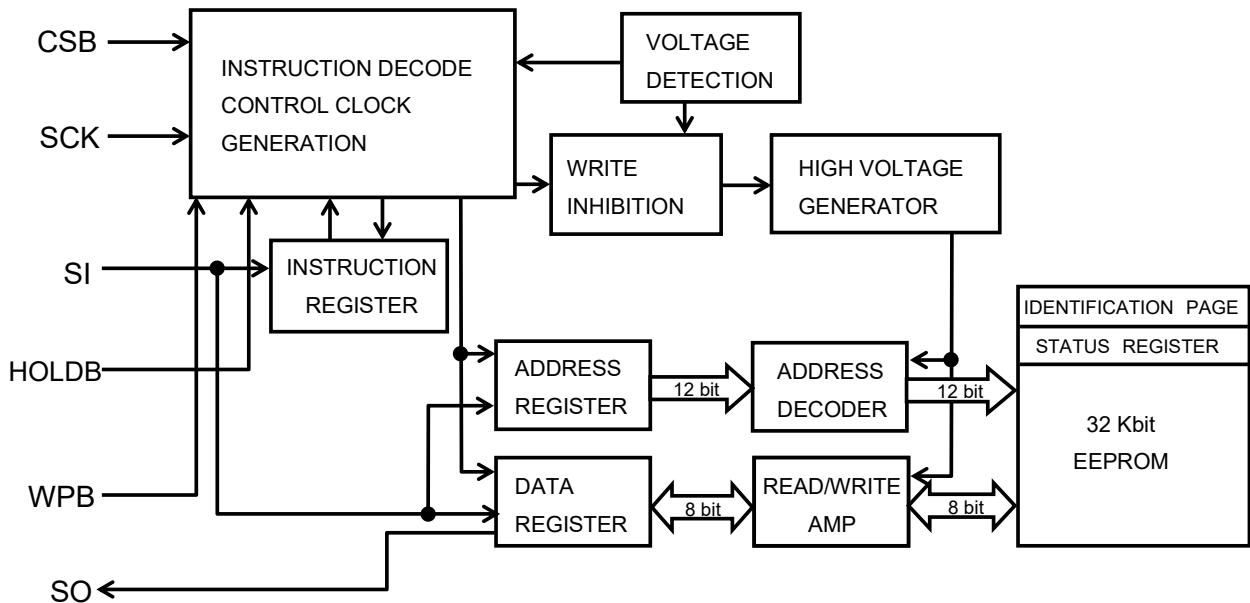 CSB
SCK
SI
HOLDB
WPB
SO
INSTRUCTION DECODE
CONTROL CLOCK
GENERATION
VOLTAGE
DETECTION
WRITE
INHIBITION
HIGH VOLTAGE
GENERATOR
INSTRUCTION
REGISTER
ADDRESS
REGISTER
12 bit
ADDRESS
DECODER
12 bit
DATA
REGISTER
8 bit
READ/WRITE
AMP
8 bit
IDENTIFICATION PAGE
STATUS REGISTER
32 Kbit
EEPROM